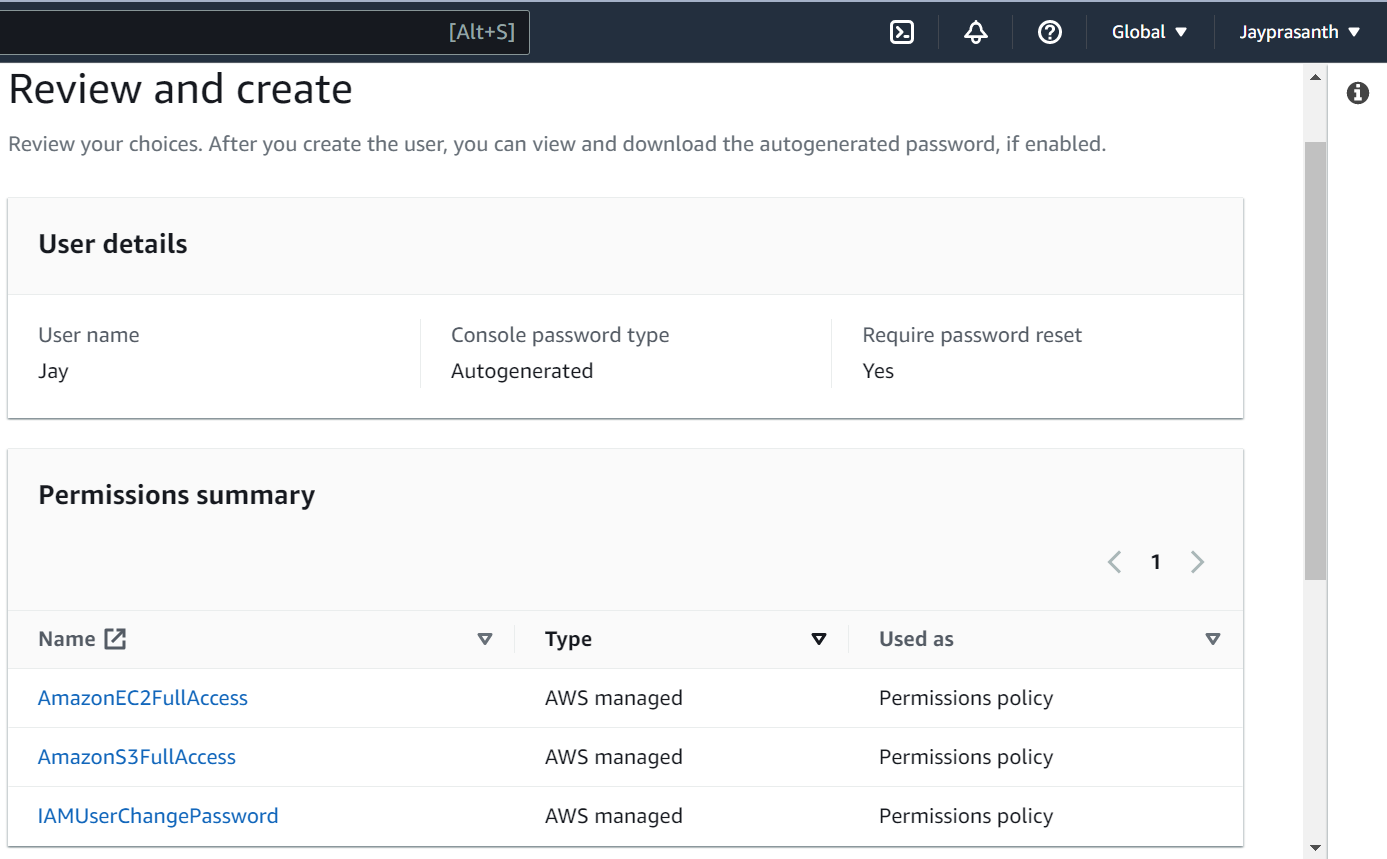 [Alt+S] Global Jayprasanth
Review and create
Review your choices. After you create the user, you can view and download the autogenerated password, if enabled.
User details
User name Console password type Require password reset
Jay Autogenerated Yes
Permissions summary
1
Name Type Used as
AmazonEC2FullAccess AWS managed Permissions policy
AmazonS3FullAccess AWS managed Permissions policy
IAMUserChangePassword AWS managed Permissions policy